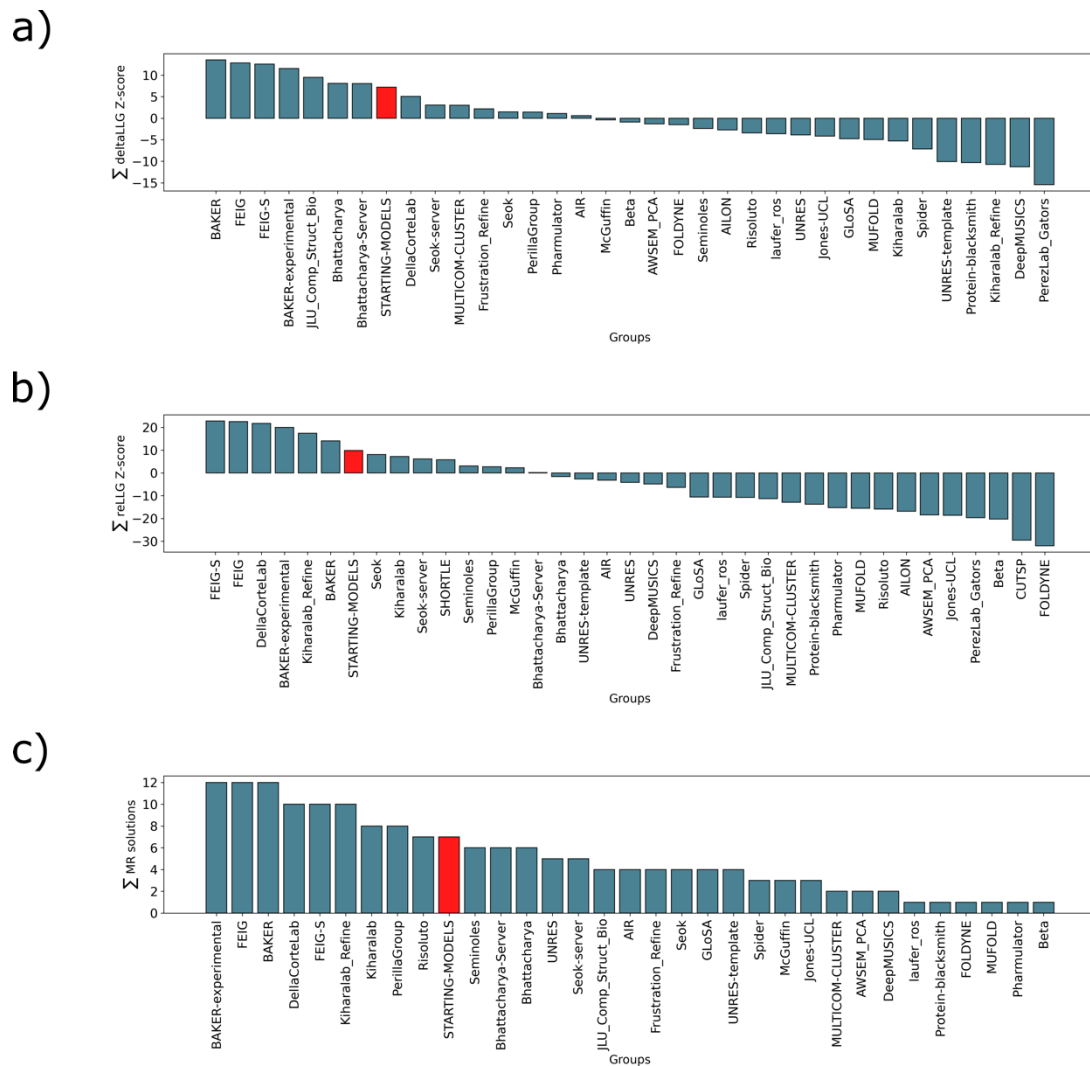 a)
Σ deltaLLG Z-score
10
5
0
−5
−10
−15
BAKER
FEIG
FEIG-S
BAKER-experimental
JLU_Comp_Struct_Bio
Bhattacharya
Bhattacharya-Server
STARTING-MODELS
DellaCorteLab
Seok-server
MULTICOM-CLUSTER
Frustration_Refine
Seok
PerillaGroup
Pharmulator
AIR
McGuffin
Beta
AWSEM_PCA
FOLDYNE
Seminoles
AILON
Risoluto
laufer_ros
UNRES
Jones-UCL
GLoSA
MUFOLD
Kiharalab
Spider
UNRES-template
Protein-blacksmith
Kiharalab_Refine
DeepMUSICS
PerezLab_Gators
Groups
b)
Σ reLLG Z-score
20
10
0
−10
−20
−30
FEIG-S
FEIG
DellaCorteLab
BAKER-experimental
Kiharalab_Refine
BAKER
STARTING-MODELS
Seok
Kiharalab
Seok-server
SHORTLE
Seminoles
PerillaGroup
McGuffin
Bhattacharya-Server
Bhattacharya
UNRES-template
AIR
UNRES
DeepMUSICS
Frustration_Refine
GLoSA
laufer_ros
Spider
JLU_Comp_Struct_Bio
MULTICOM-CLUSTER
Protein-blacksmith
Pharmulator
MUFOLD
Risoluto
AILON
AWSEM_PCA
Jones-UCL
PerezLab_Gators
Beta
CUTSP
FOLDYNE
Groups
c)
Σ MR solutions
12
10
8
6
4
2
0
BAKER-experimental
FEIG
BAKER
DellaCorteLab
FEIG-S
Kiharalab_Refine
Kiharalab
PerillaGroup
Risoluto
STARTING-MODELS
Seminoles
Bhattacharya-Server
Bhattacharya
UNRES
Seok-server
JLU_Comp_Struct_Bio
AIR
Frustration_Refine
Seok
GLoSA
UNRES-template
Spider
McGuffin
Jones-UCL
MULTICOM-CLUSTER
AWSEM_PCA
DeepMUSICS
laufer_ros
Protein-blacksmith
FOLDYNE
MUFOLD
Pharmulator
Beta
Groups